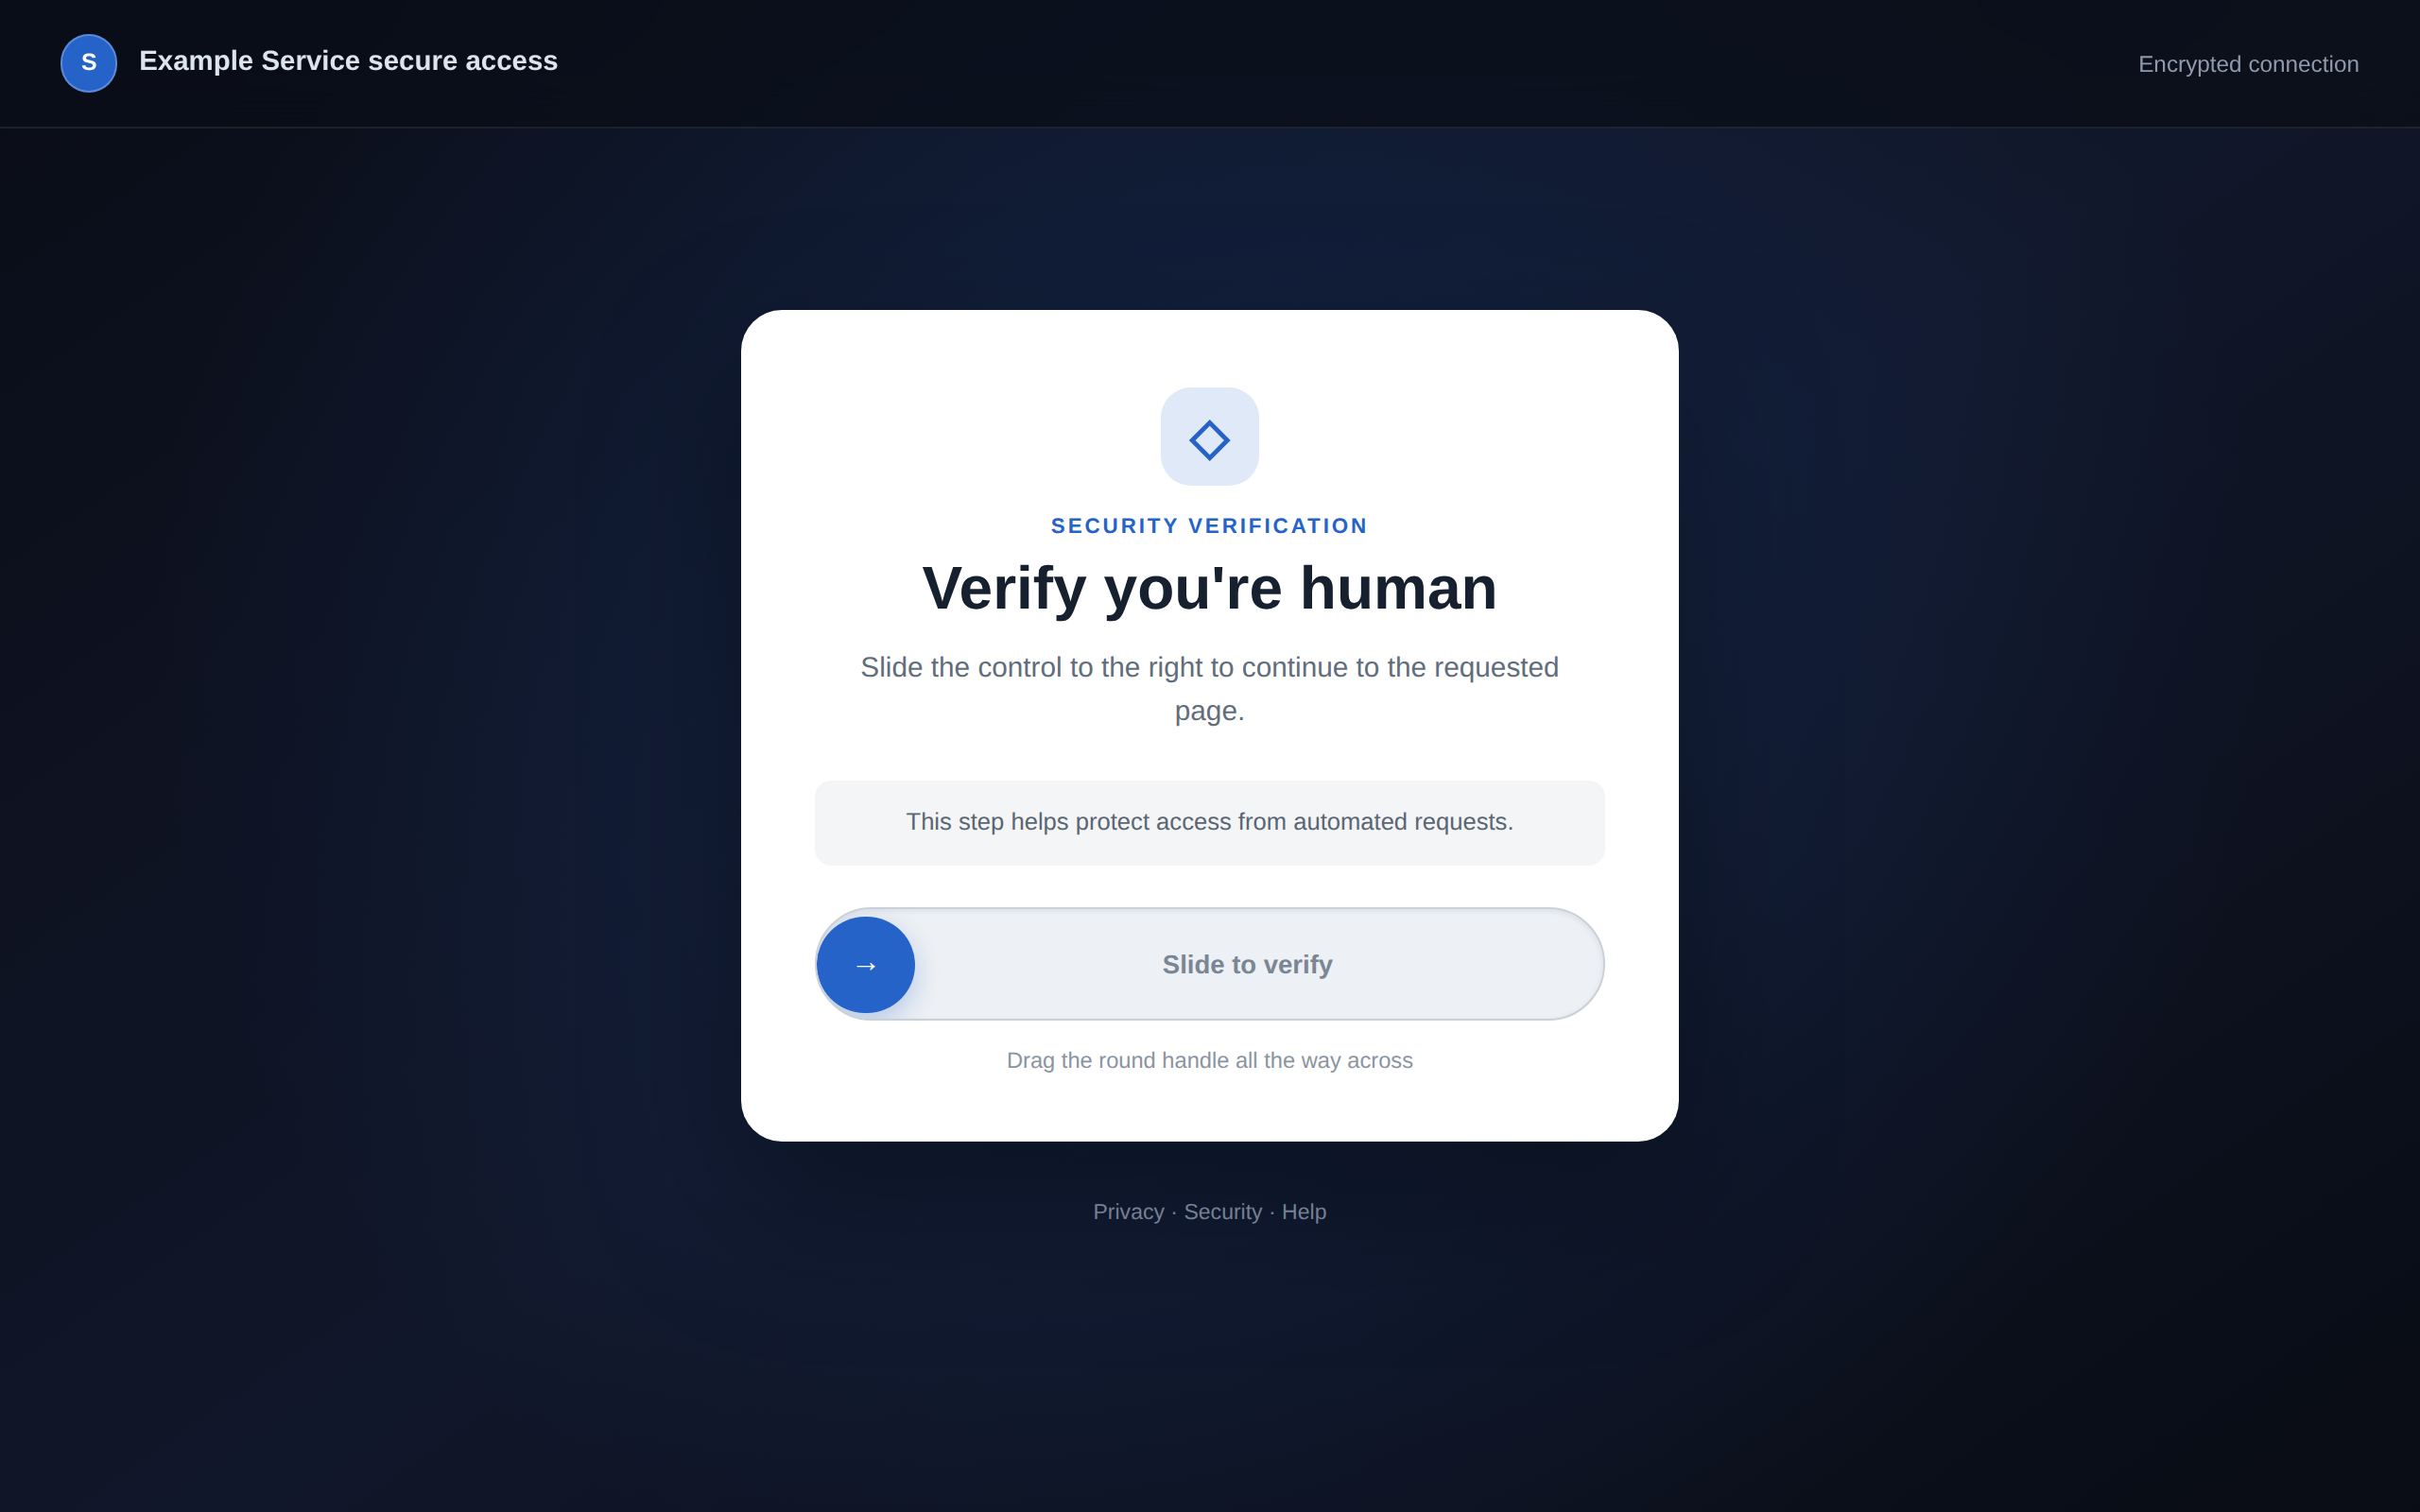 S
Example Service secure access
Encrypted connection
SECURITY VERIFICATION
Verify you're human
Slide the control to the right to continue to the requested
page.
This step helps protect access from automated requests.
→
Slide to verify
Drag the round handle all the way across
Privacy · Security · Help